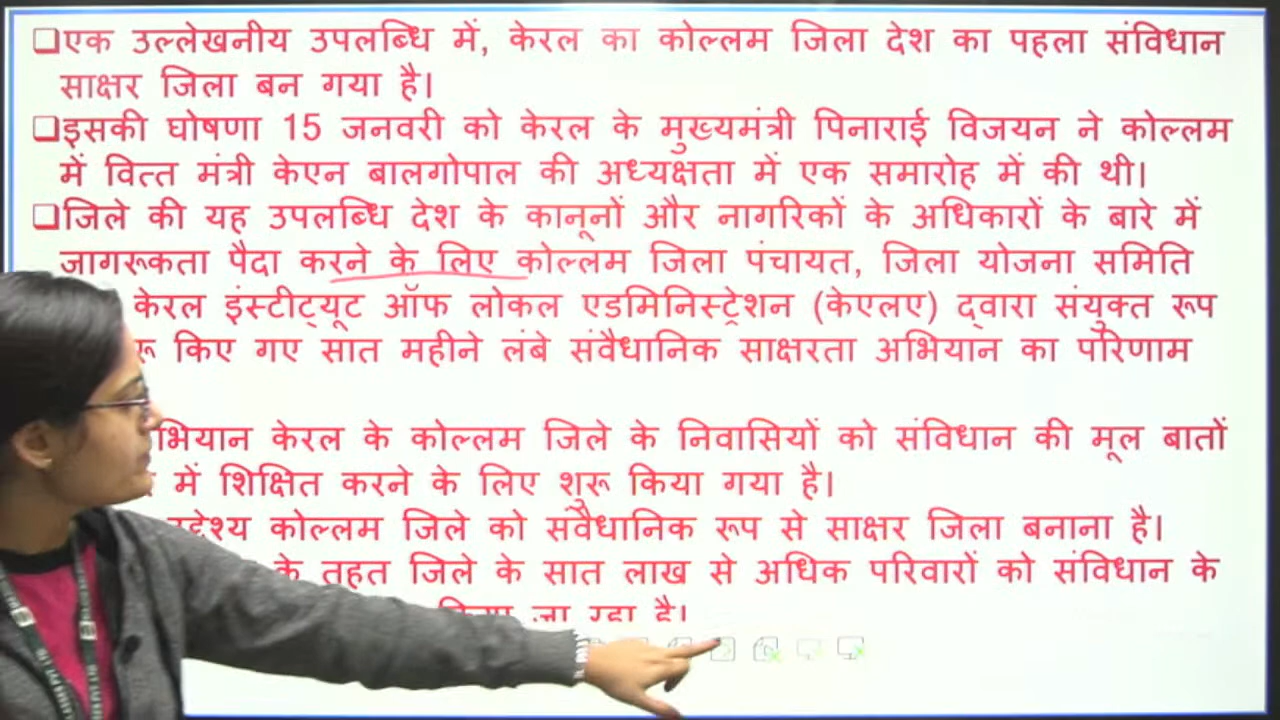 ❑एक उल्लेखनीय उपलब्धि में, केरल का कोल्लम जिला देश का पहला संविधान
साक्षर जिला बन गया है।
❑इसकी घोषणा 15 जनवरी को केरल के मुख्यमंत्री पिनाराई विजयन ने कोल्लम
में वित्त मंत्री केएन बालगोपाल की अध्यक्षता में एक समारोह में की थी।
❑जिले की यह उपलब्धि देश के कानूनों और नागरिकों के अधिकारों के बारे में
जागरूकता पैदा करने के लिए कोल्लम जिला पंचायत, जिला योजना समिति
केरल इंस्टीट्यूट ऑफ लोकल एडमिनिस्ट्रेशन (केएलए) द्वारा संयुक्त रूप
किए गए सात महीने लंबे संवैधानिक साक्षरता अभियान का परिणाम
भियान केरल के कोल्लम जिले के निवासियों को संविधान की मूल बातों
में शिक्षित करने के लिए शुरू किया गया है।
द्देश्य कोल्लम जिले को संवैधानिक रूप से साक्षर जिला बनाना है।
के तहत जिले के सात लाख से अधिक परिवारों को संविधान के
किया जा रहा है।